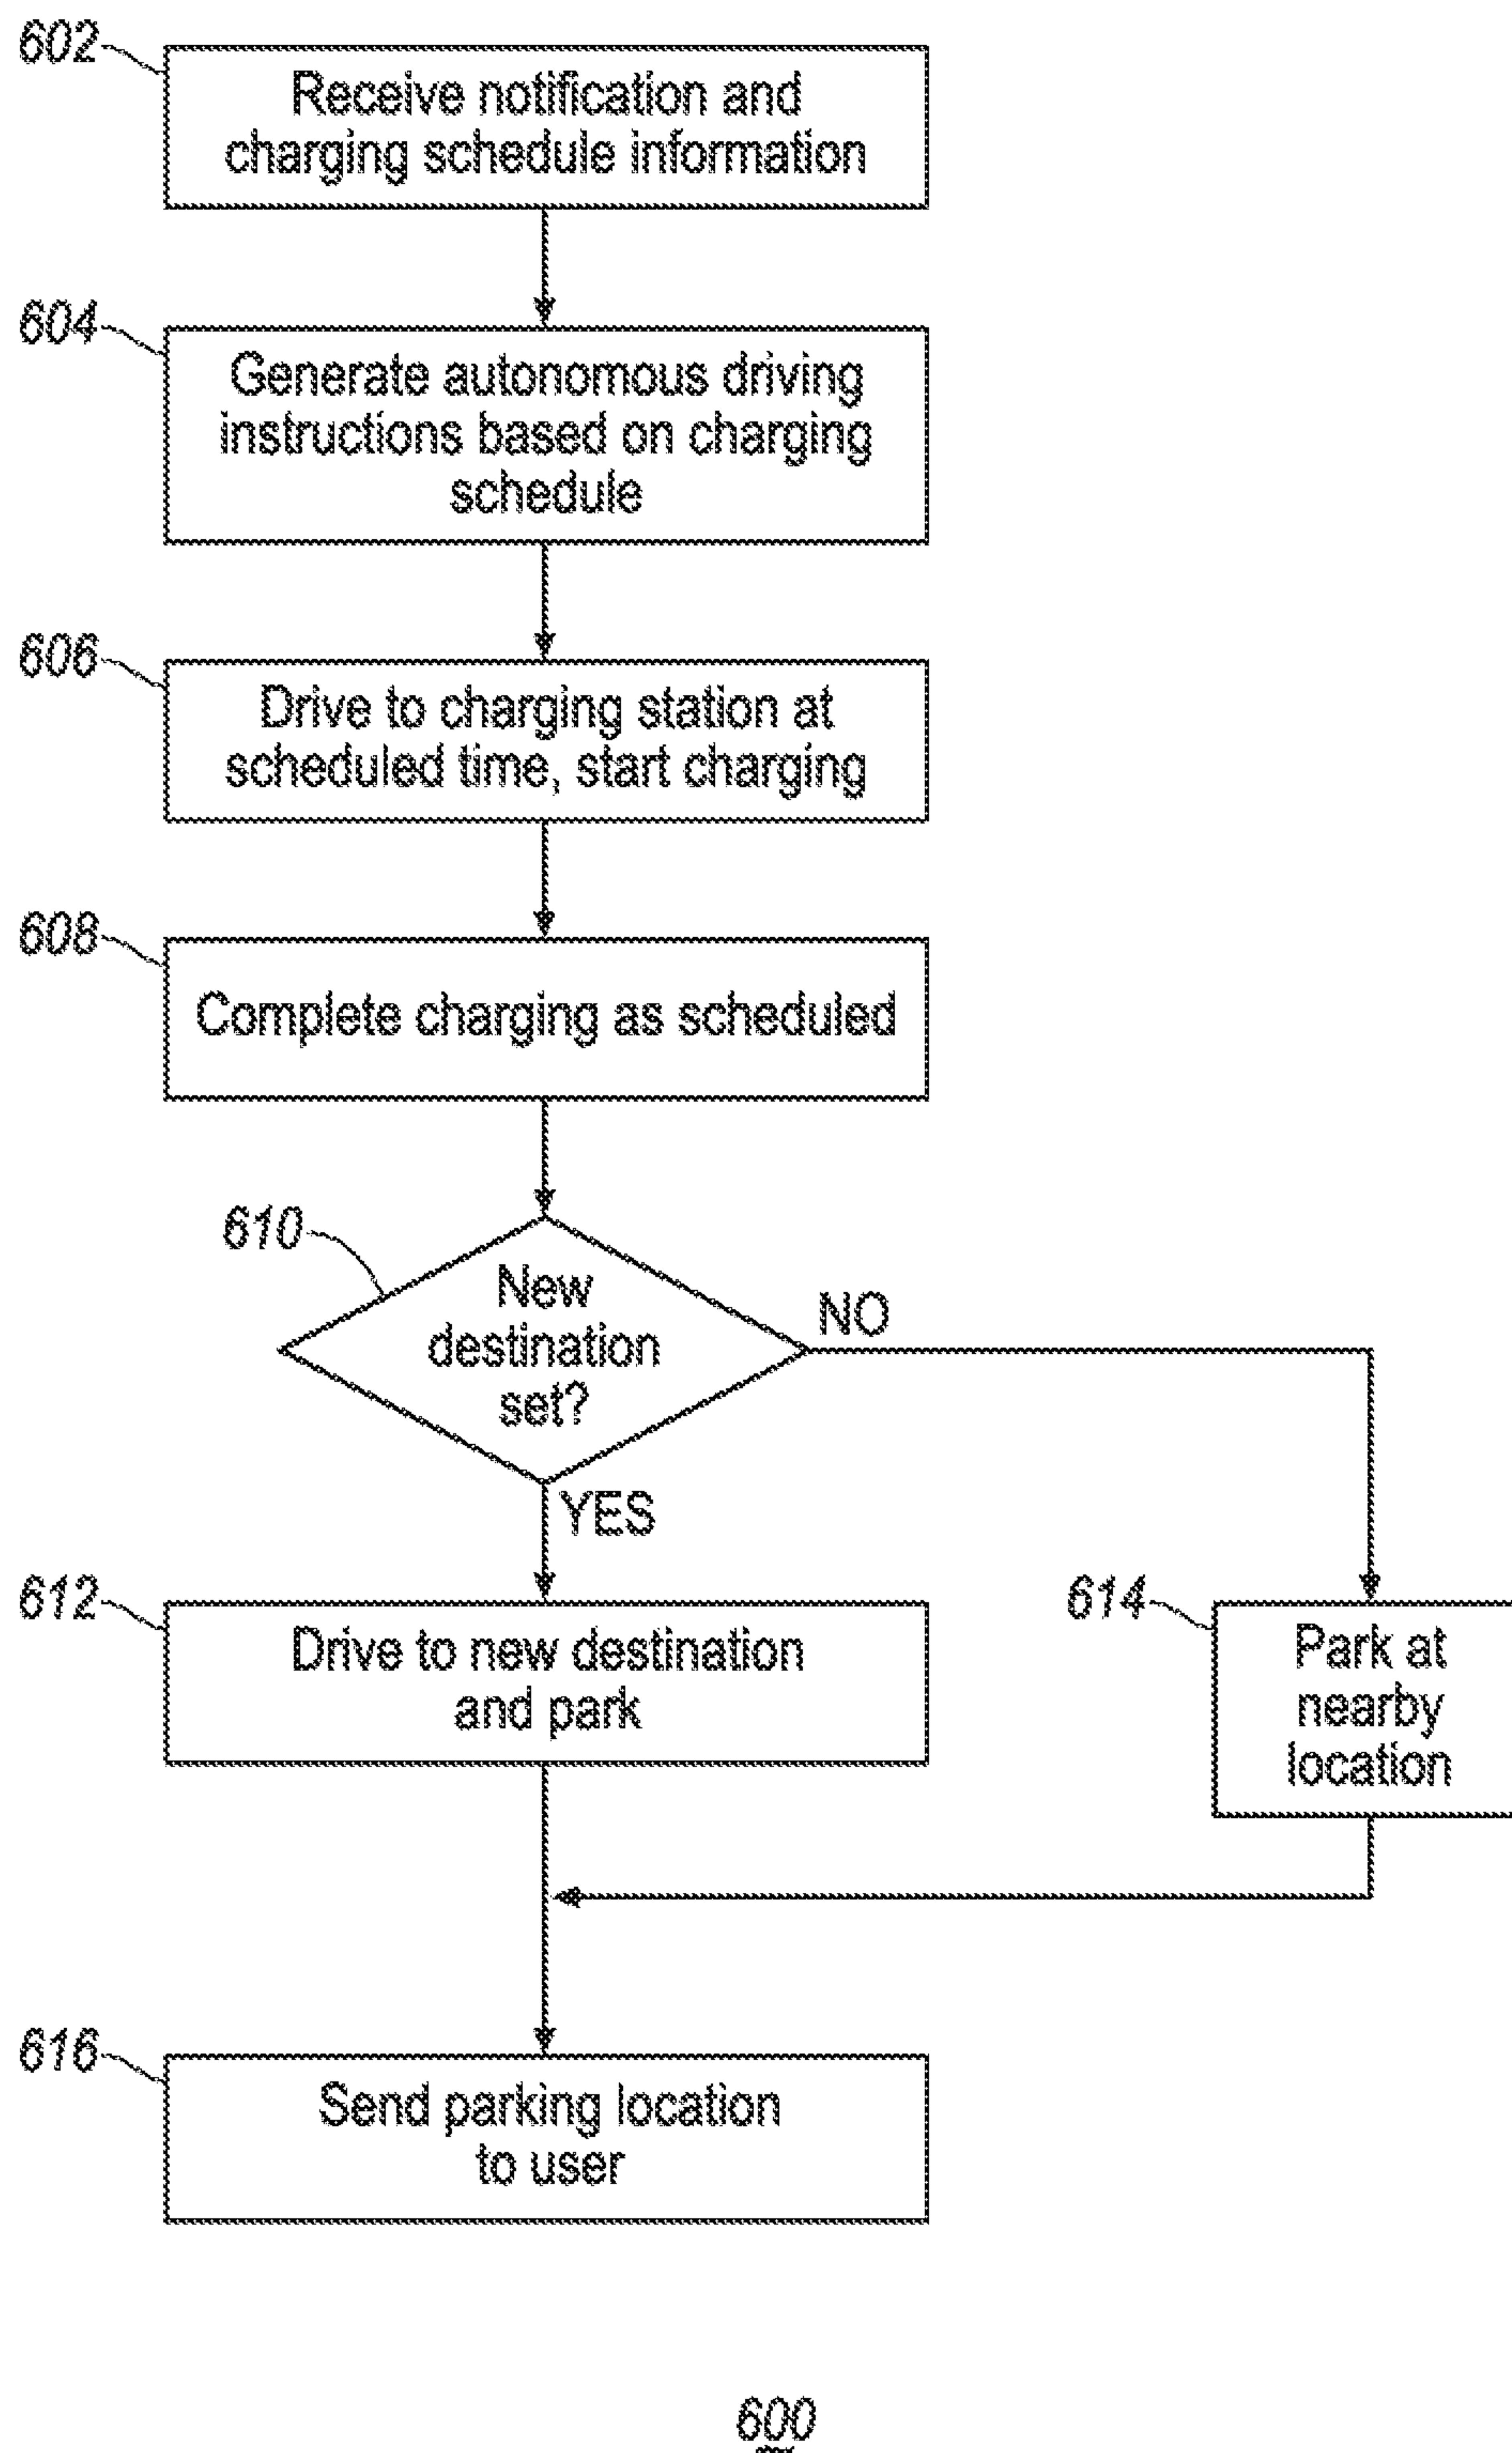 602
Receive notification and
charging schedule information
604
Generate autonomous driving
instructions based on charging
schedule
606
Drive to charging station at
scheduled time, start charging
608
Complete charging as scheduled
610
New
destination
set?
NO
YES
612
Drive to new destination
and park
614
Park at
nearby
location
616
Send parking location
to user
600